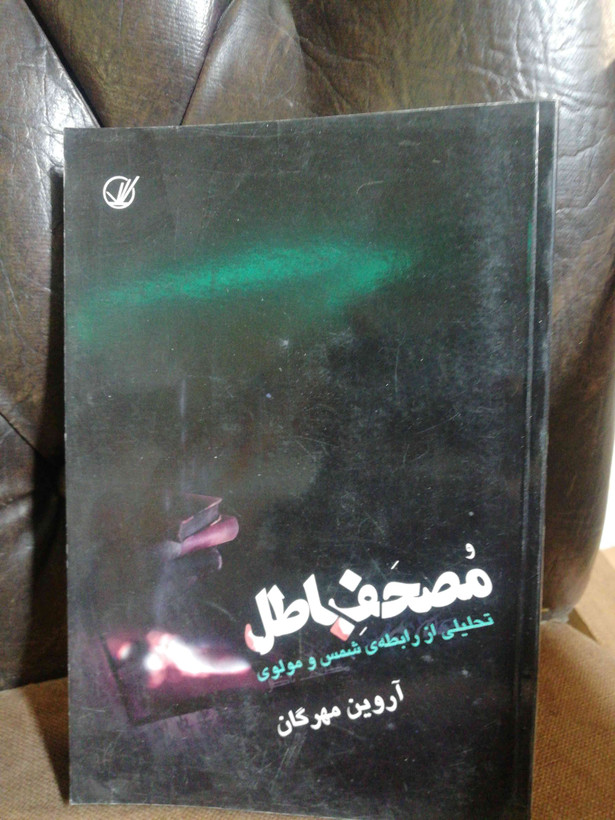 مُصحَفِ باطل
تحلیلی از رابطه‌ی شمس و مولوی
آروین مهرگان